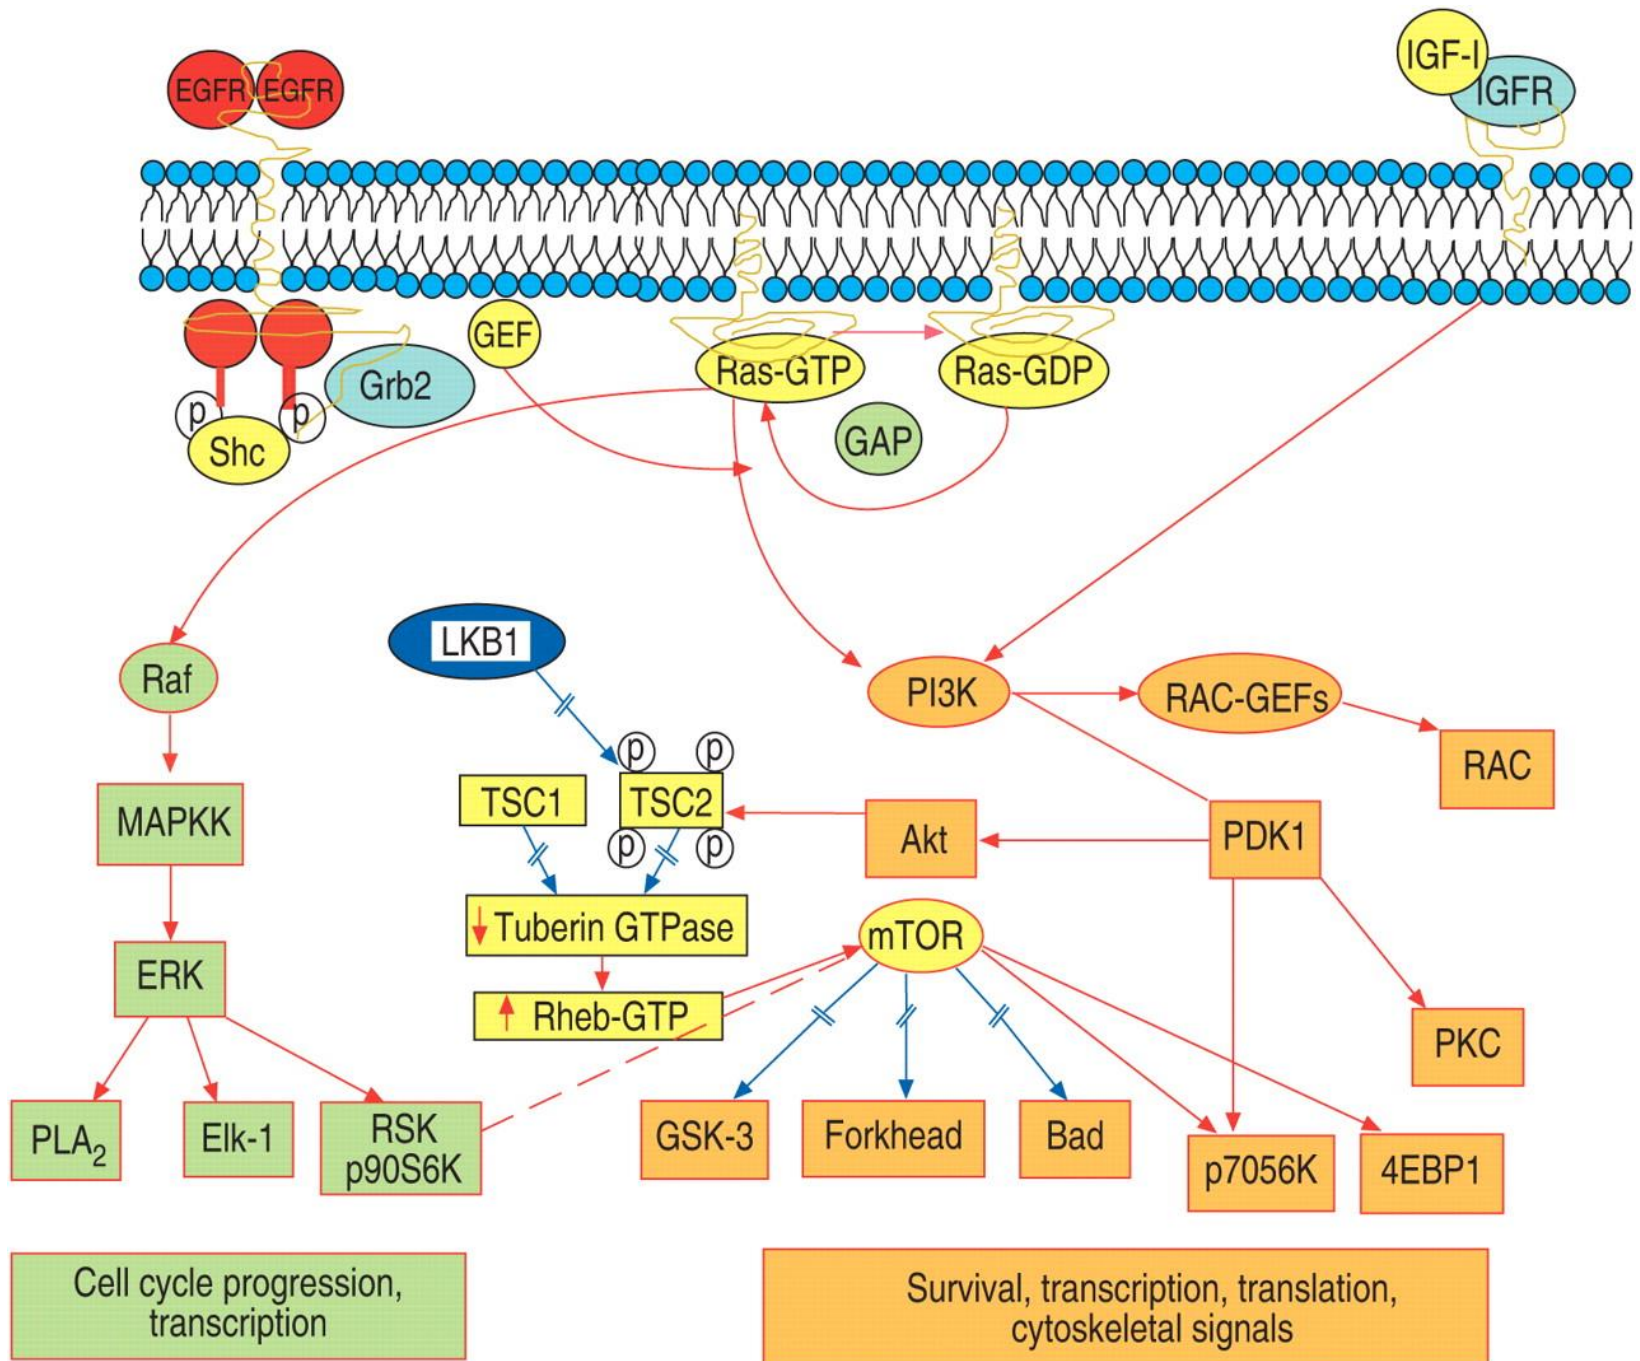 EGFR
EGFR
IGF-I
IGFR
GEF
Ras-GTP
Ras-GDP
Grb2
p
p
Shc
GAP
LKB1
Raf
PI3K
RAC-GEFs
p
p
RAC
TSC1
TSC2
MAPKK
Akt
PDK1
p
p
Tuberin GTPase
mTOR
ERK
Rheb-GTP
PKC
PLA2
Elk-1
RSK
p90S6K
GSK-3
Forkhead
Bad
p7056K
4EBP1
Cell cycle progression,
transcription
Survival, transcription, translation,
cytoskeletal signals